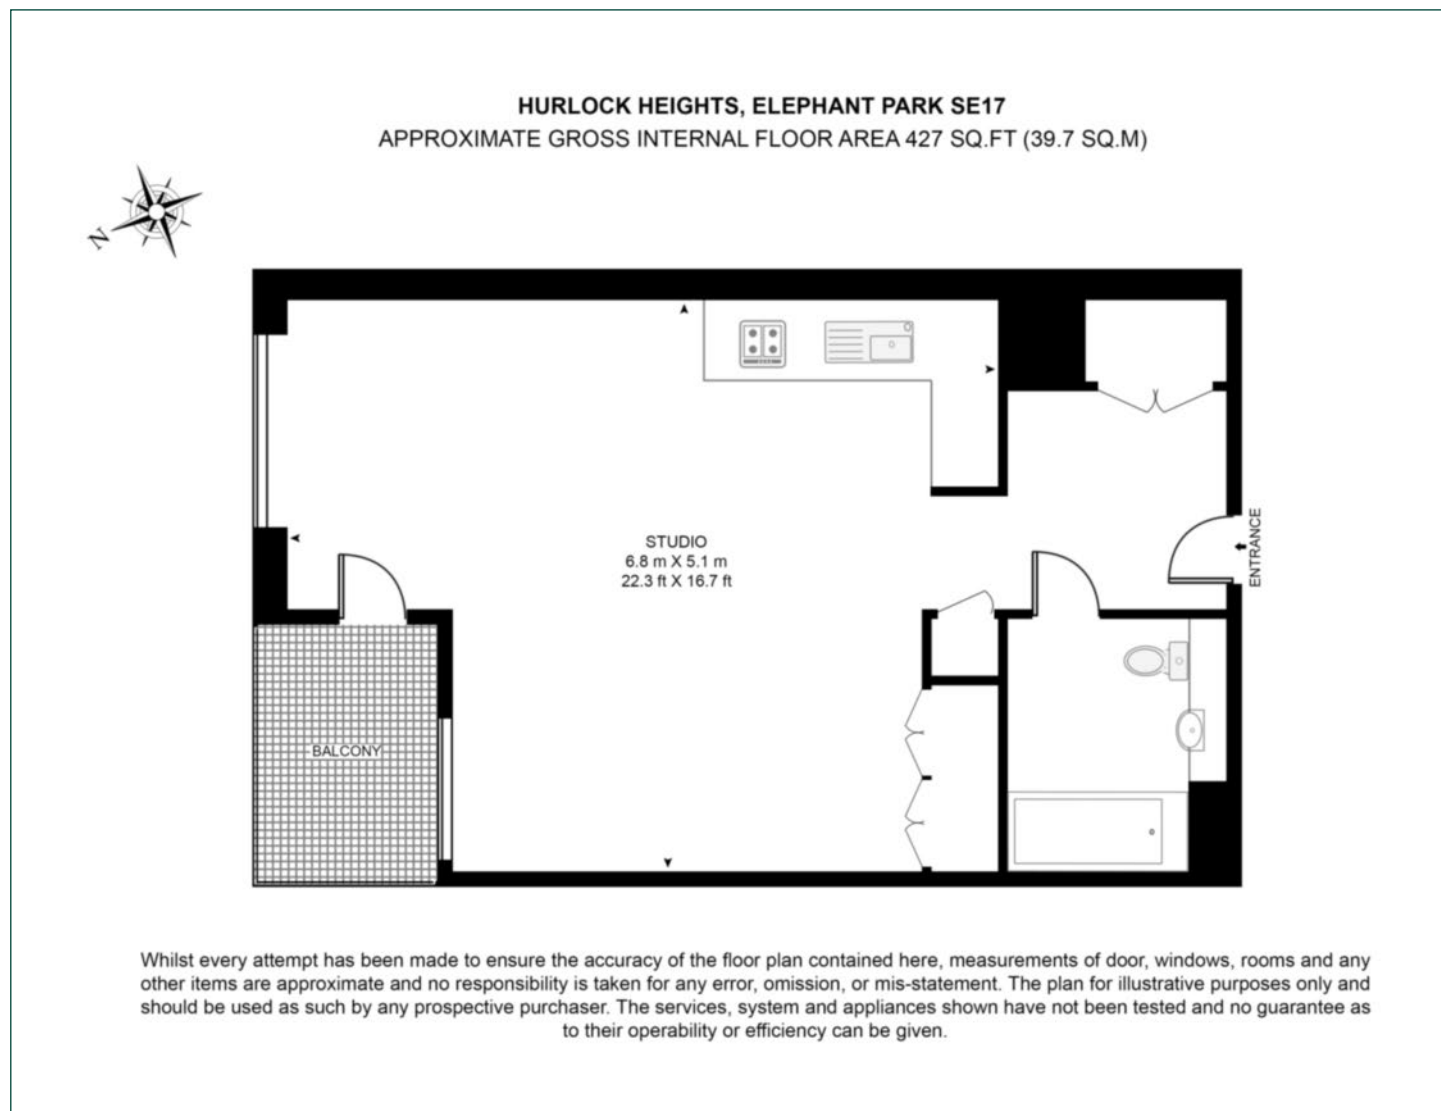 HURLOCK HEIGHTS, ELEPHANT PARK SE17
APPROXIMATE GROSS INTERNAL FLOOR AREA 427 SQ.FT (39.7 SQ.M)
N
STUDIO
6.8 m X 5.1 m
22.3 ft X 16.7 ft
ENTRANCE
BALCONY
Whilst every attempt has been made to ensure the accuracy of the floor plan contained here, measurements of door, windows, rooms and any
other items are approximate and no responsibility is taken for any error, omission, or mis-statement. The plan for illustrative purposes only and
should be used as such by any prospective purchaser. The services, system and appliances shown have not been tested and no guarantee as
to their operability or efficiency can be given.